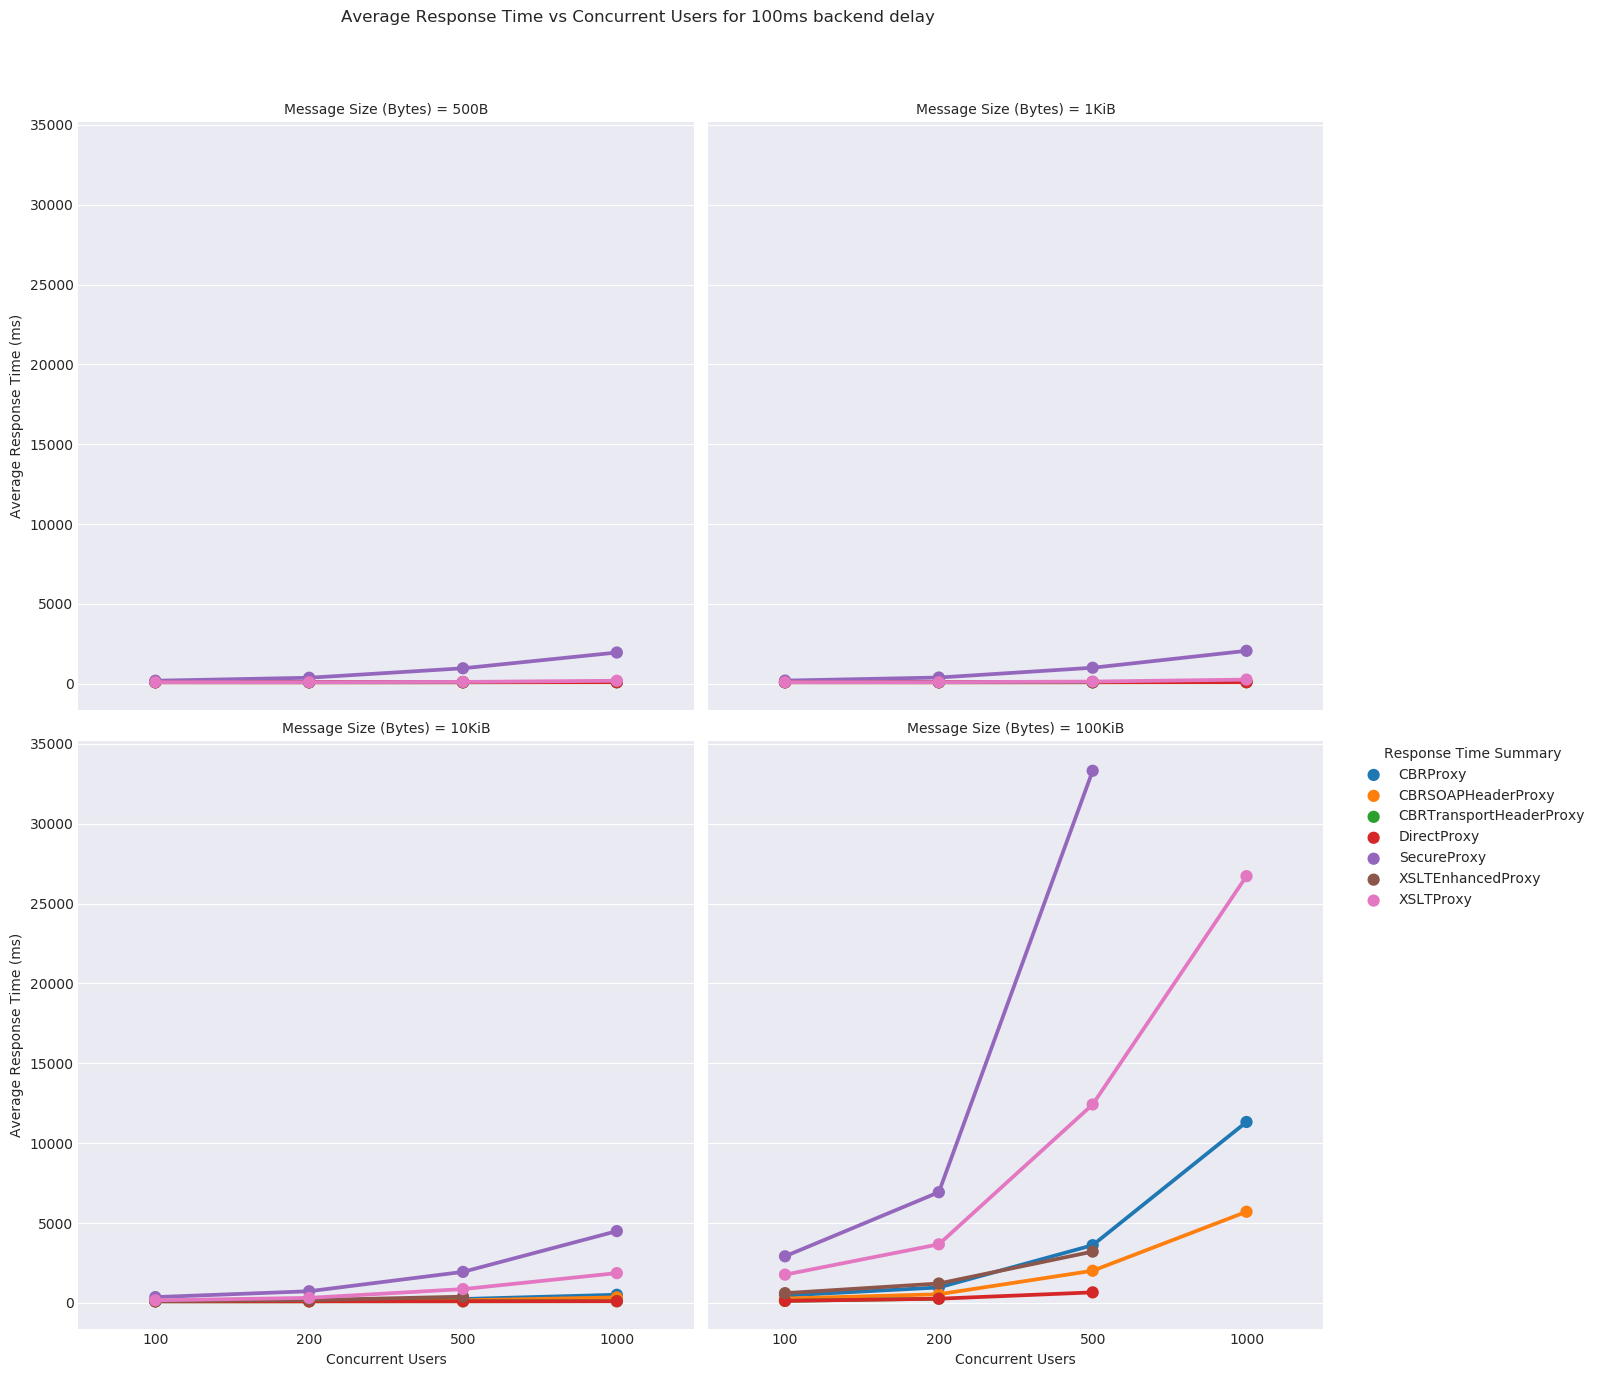 Average Response Time vs Concurrent Users for 100ms backend delay
Message Size (Bytes) = 500B
Message Size (Bytes) = 1KiB
35000
30000
25000
20000
15000
10000
5000
0
Average Response Time (ms)
Message Size (Bytes) = 10KiB
Message Size (Bytes) = 100KiB
35000
30000
25000
20000
15000
10000
5000
0
Average Response Time (ms)
100 200 500 1000
100 200 500 1000
Concurrent Users
Concurrent Users
Response Time Summary
CBRProxy
CBRSOAPHeaderProxy
CBRTransportHeaderProxy
DirectProxy
SecureProxy
XSLTEnhancedProxy
XSLTProxy